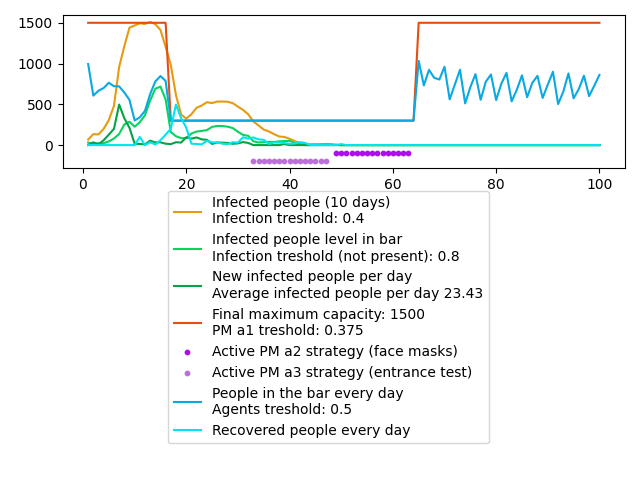 1500
1000
500
0
0 20 40 60 80 100
Infected people (10 days)
Infection treshold: 0.4
Infected people level in bar
Infection treshold (not present): 0.8
New infected people per day
Average infected people per day 23.43
Final maximum capacity: 1500
PM a1 treshold: 0.375
Active PM a2 strategy (face masks)
Active PM a3 strategy (entrance test)
People in the bar every day
Agents treshold: 0.5
Recovered people every day